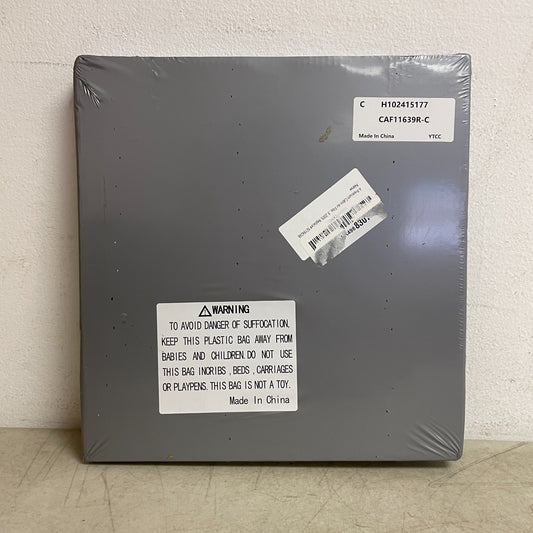 C H102415177
CAF11639R-C
Made In China YTCC
⚠WARNING
TO AVOID DANGER OF SUFFOCATION,
KEEP THIS PLASTIC BAG AWAY FROM
BABIES AND CHILDREN.DO NOT USE
THIS BAG INCRIBS , BEDS , CARRIAGES
OR PLAYPENS. THIS BAG IS NOT A TOY.
Made In China